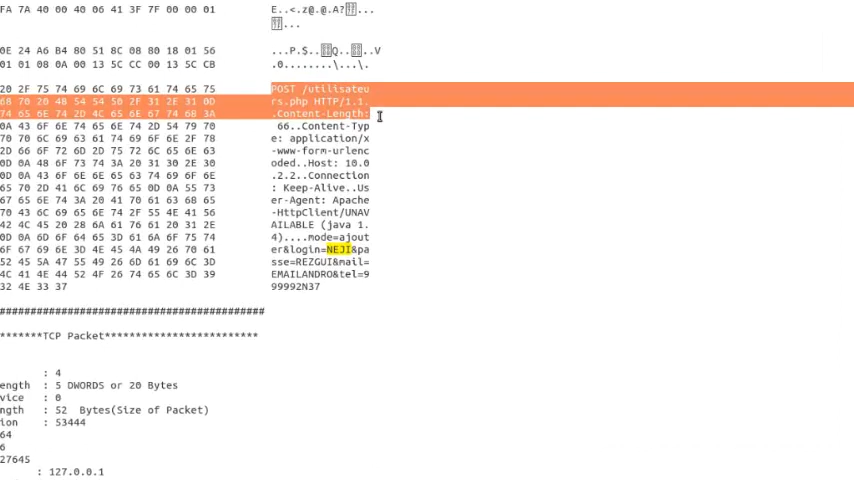 FA 7A 40 00 40 06 41 3F 7F 00 00 01 E..<.z@.@.A?...
...
0E 24 A6 B4 80 51 8C 08 80 18 01 56 ...P.$..Q..V
01 01 08 0A 00 13 5C CC 00 13 5C CB .0........\...\.
20 2F 75 74 69 6C 69 73 61 74 65 75 POST /utilisateu
68 70 20 48 54 54 50 2F 31 2E 31 0D rs.php HTTP/1.1.
74 65 6E 74 2D 4C 65 6E 67 74 68 3A .Content-Length:
0A 43 6F 6E 74 65 6E 74 2D 54 79 70 66..Content-Typ
70 70 6C 69 63 61 74 69 6F 6E 2F 78 e: application/x
2D 66 6F 72 6D 2D 75 72 6C 65 6E 63 -www-form-urlenc
0D 0A 48 6F 73 74 3A 20 31 30 2E 30 oded..Host: 10.0
0D 0A 43 6F 6E 6E 65 63 74 69 6F 6E .2.2..Connection
65 70 2D 41 6C 69 76 65 0D 0A 55 73 : Keep-Alive..Us
67 65 6E 74 3A 20 41 70 61 63 68 65 er-Agent: Apache
70 43 6C 69 65 6E 74 2F 55 4E 41 56 -HttpClient/UNAV
42 4C 45 20 28 6A 61 76 61 20 31 2E AILABLE (java 1.
0D 0A 6D 6F 64 65 3D 61 6A 6F 75 74 4)....mode=ajout
6F 67 69 6E 3D 4E 45 4A 49 26 70 61 er&login=NEJI&pa
52 45 5A 47 55 49 26 6D 61 69 6C 3D sse=REZGUI&mail=
4C 41 4E 44 52 4F 26 74 65 6C 3D 39 EMAILANDRO&tel=9
32 4E 33 37 99992N37
###########################################
*******TCP Packet*************************
: 4
ength : 5 DWORDS or 20 Bytes
vice : 0
ngth : 52 Bytes(Size of Packet)
ion : 53444
64
6
27645
: 127.0.0.1